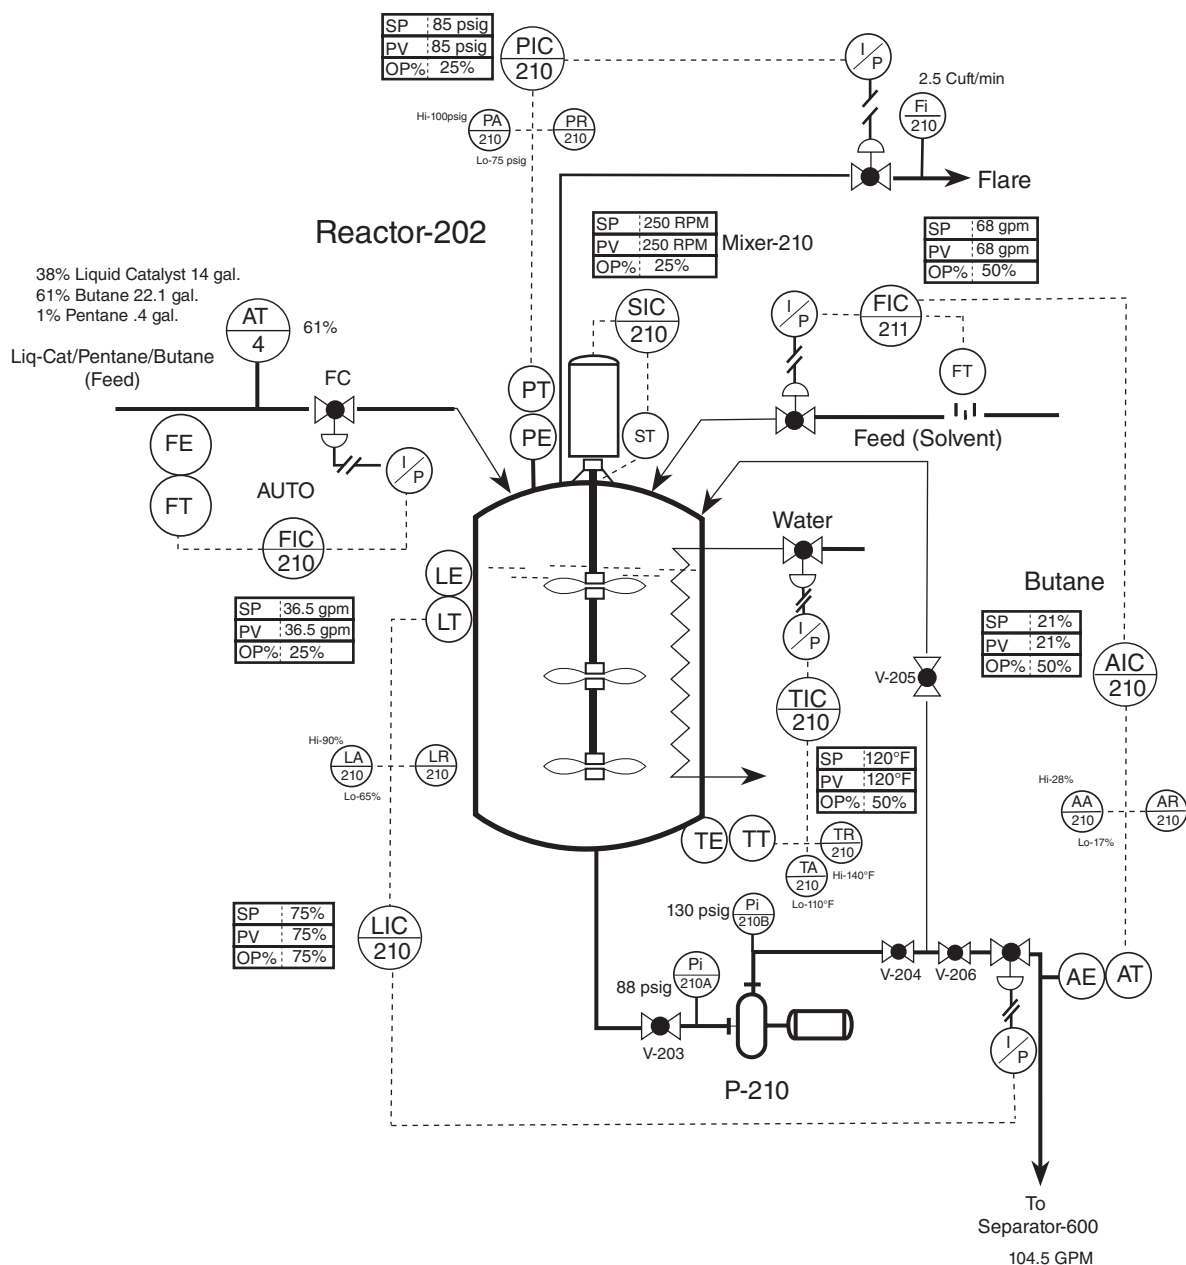 SP 85 psig
PV 85 psig
OP% 25%
PIC
210
I/P
2.5 Cuft/min
Fi
210
Hi-100psig
PA
210
PR
210
Lo-75 psig
Flare
Reactor-202
SP 250 RPM
PV 250 RPM
OP% 25%
Mixer-210
SP 68 gpm
PV 68 gpm
OP% 50%
38% Liquid Catalyst 14 gal.
61% Butane 22.1 gal.
1% Pentane .4 gal.
AT
4
61%
SIC
210
I/P
FIC
211
Liq-Cat/Pentane/Butane
(Feed)
FC
PT
FT
FE
PE
ST
Feed (Solvent)
I/P
AUTO
FT
FIC
210
Water
LE
Butane
SP 36.5 gpm
PV 36.5 gpm
OP% 25%
LT
I/P
SP 21%
PV 21%
OP% 50%
AIC
210
V-205
TIC
210
Hi-90%
LA
210
LR
210
Lo-65%
SP 120°F
PV 120°F
OP% 50%
Hi-28%
AA
210
AR
210
Lo-17%
TE
TT
TR
210
TA
210
Hi-140°F
Lo-110°F
SP 75%
PV 75%
OP% 75%
LIC
210
130 psig
Pi
210B
88 psig
Pi
210A
V-204
V-206
AE
AT
V-203
I/P
P-210
To
Separator-600
104.5 GPM